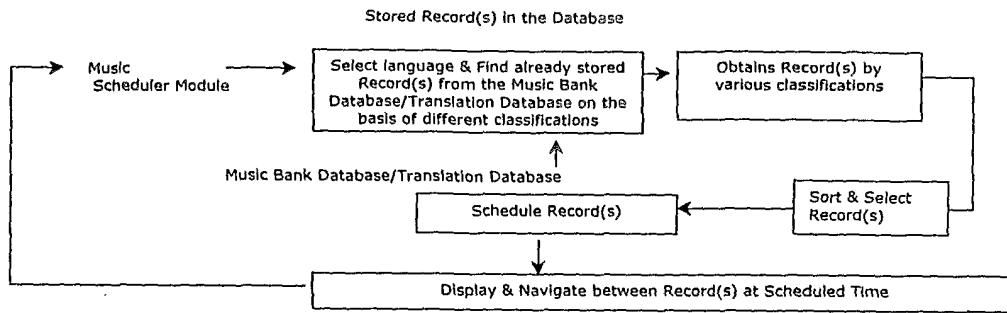 Stored Record(s) in the Database
Music
Scheduler Module
Select language & Find already stored
Record(s) from the Music Bank
Database/Translation Database on the
basis of different classifications
Obtains Record(s) by
various classifications
Music Bank Database/Translation Database
Schedule Record(s)
Sort & Select
Record(s)
Display & Navigate between Record(s) at Scheduled Time